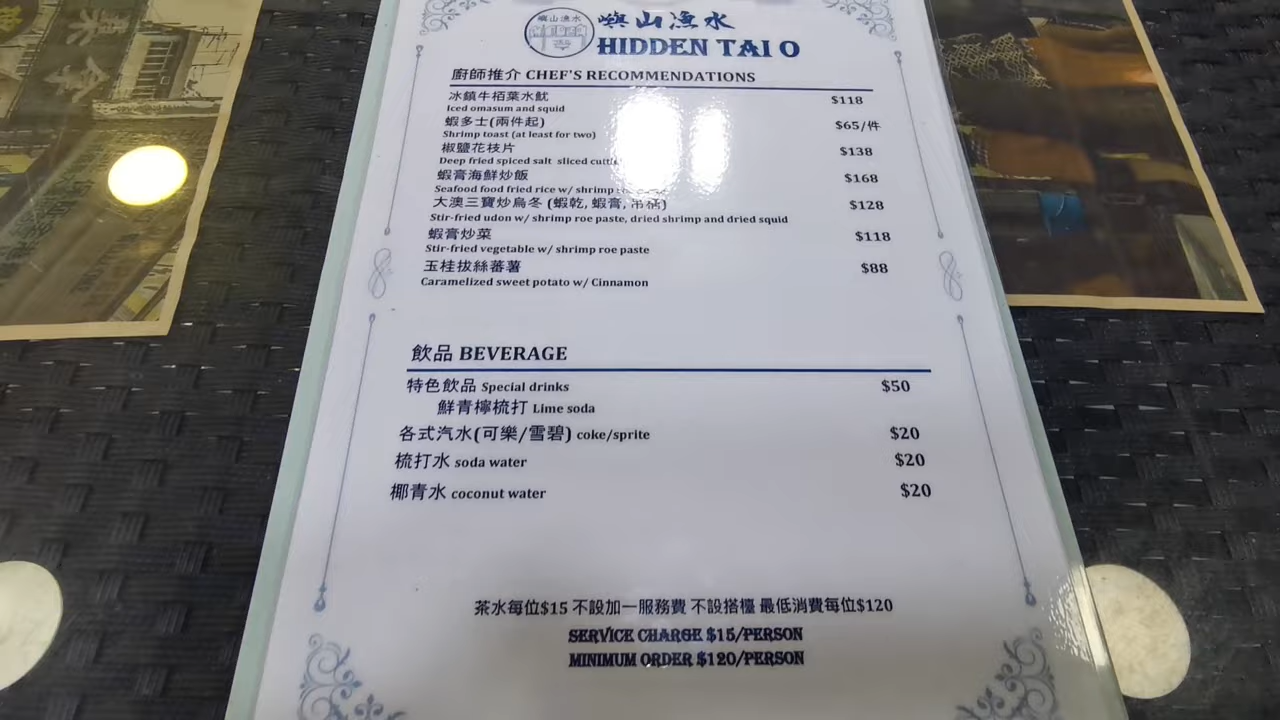 嶼山漁水
嶼山漁水
HIDDEN TAI O
廚師推介 CHEF'S RECOMMENDATIONS
冰鎮牛栢葉水魷 $118
Iced omasum and squid
蝦多士(兩件起) $65/件
Shrimp toast (at least for two)
椒鹽花枝片 $138
Deep fried spiced salt sliced
蝦膏海鮮炒飯 $168
Seafood food fried rice w/ shrimp
大澳三寶炒烏冬 (蝦乾, 蝦膏, 吊桶) $128
Stir-fried udon w/ shrimp roe paste, dried shrimp and dried squid
蝦膏炒菜 $118
Stir-fried vegetable w/ shrimp roe paste
玉桂拔絲蕃薯 $88
Caramelized sweet potato w/ Cinnamon
飲品 BEVERAGE
特色飲品 Special drinks $50
鮮青檸梳打 Lime soda
各式汽水(可樂/雪碧) coke/sprite $20
梳打水 soda water $20
椰青水 coconut water $20
茶水每位$15 不設加一服務費 不設搭檯 最低消費每位$120
SERVICE CHARGE $15/PERSON
MINIMUM ORDER $120/PERSON